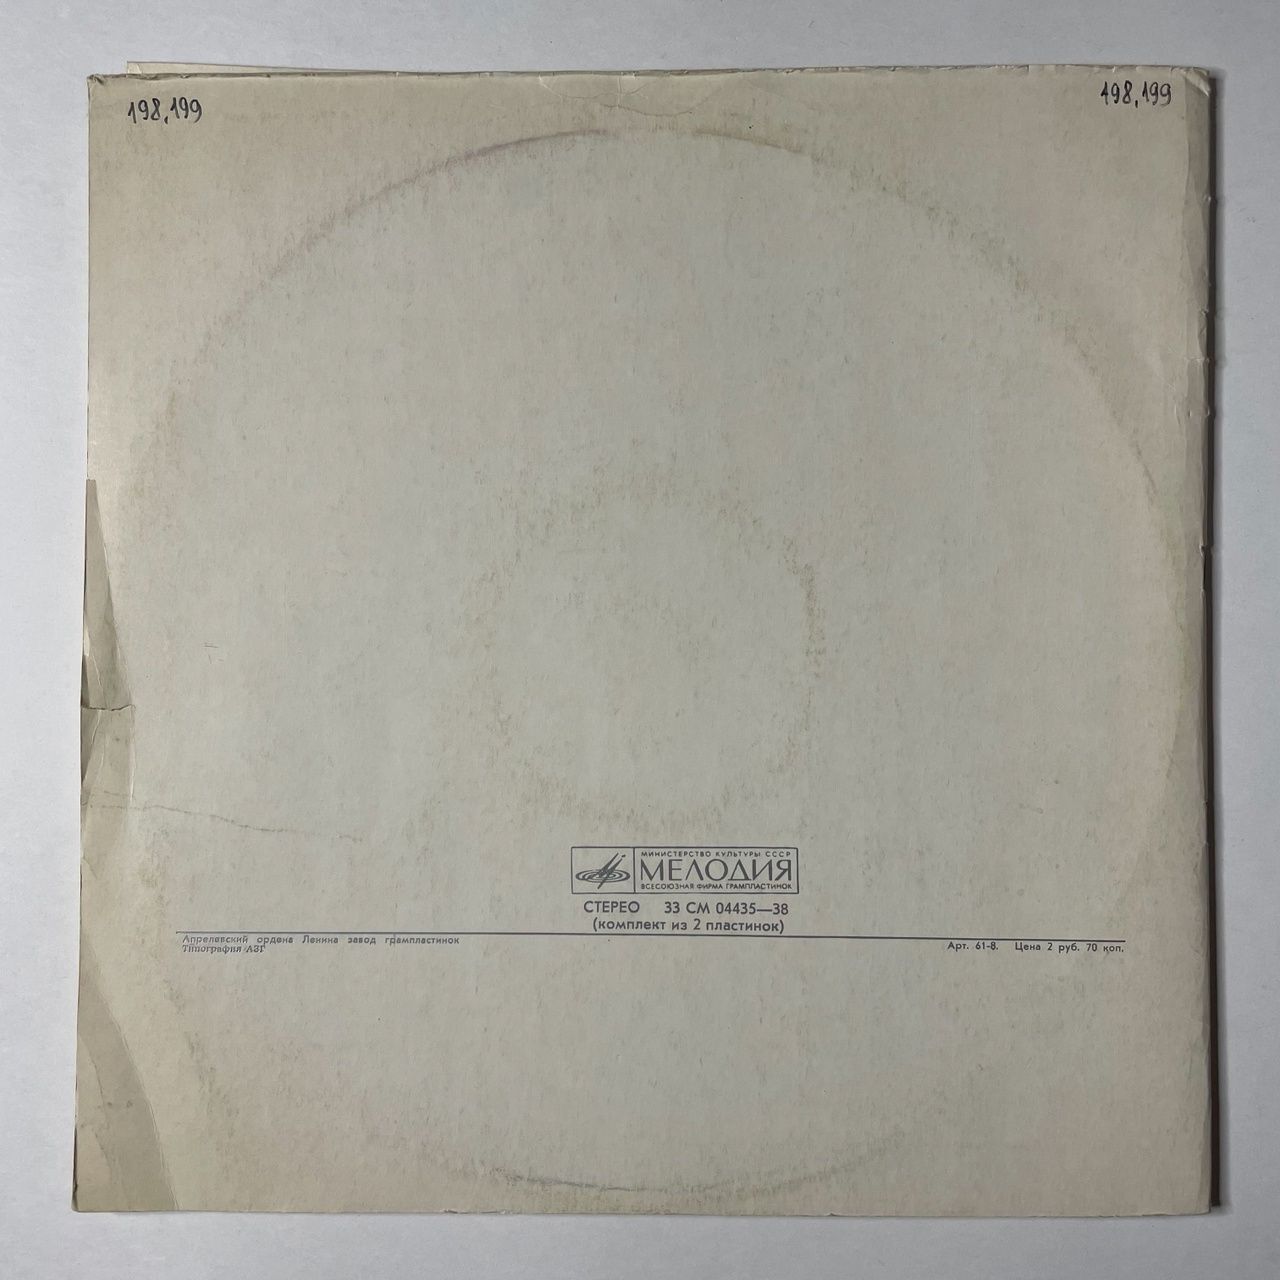 198,199
198,199
МИНИСТЕРСТВО КУЛЬТУРЫ СССР
МЕЛОДИЯ
ВСЕСОЮЗНАЯ ФИРМА ГРАМПЛАСТИНОК
СТЕРЕО 33 СМ 04435—38
(комплект из 2 пластинок)
Апрелевский ордена Ленина завод грампластинок
Типография АЗГ
Арт. 61-8. Цена 2 руб. 70 коп.